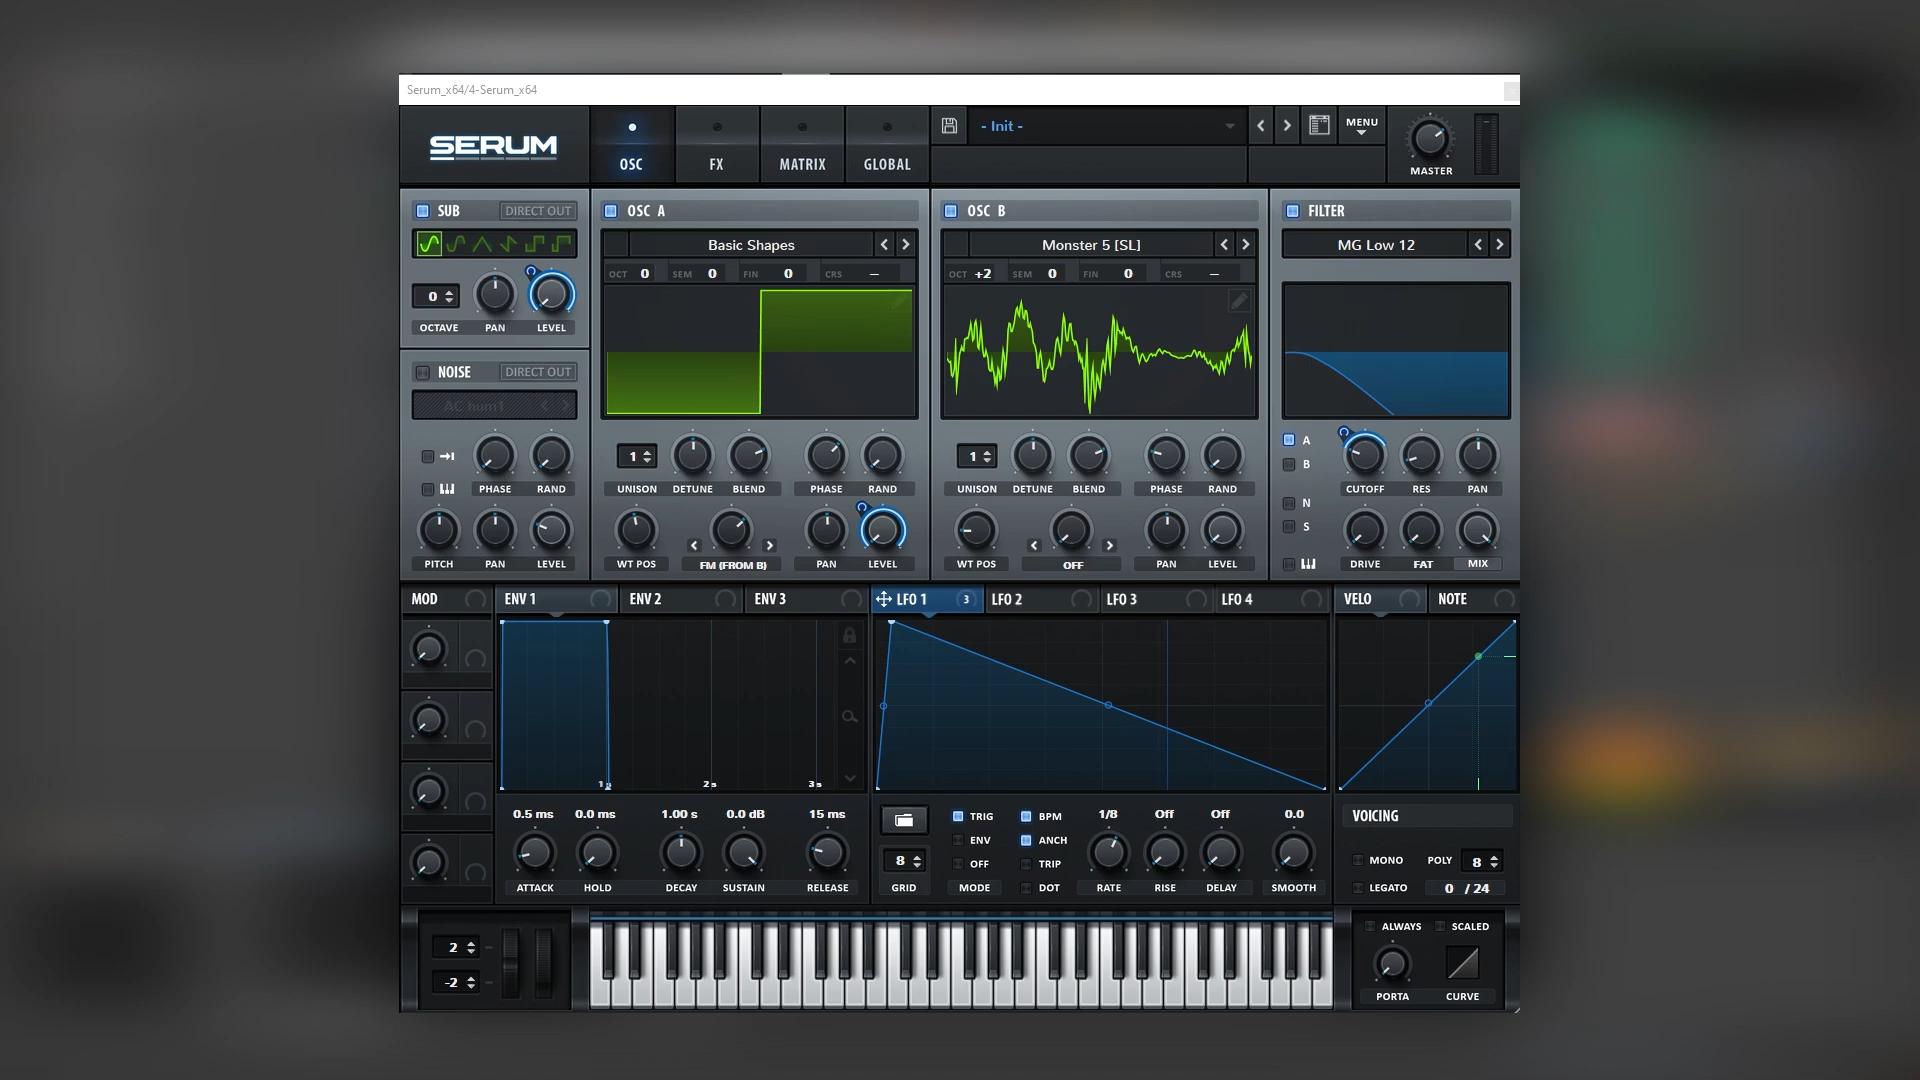 Serum_x64/4-Serum_x64
SERUM
OSC
FX
MATRIX
GLOBAL
- Init -
MENU
MASTER
SUB
DIRECT OUT
0
OCTAVE
PAN
LEVEL
NOISE
DIRECT OUT
AC hum1
PHASE
RAND
PITCH
PAN
LEVEL
OSC A
Basic Shapes
OCT 0 SEM 0 FIN 0 CRS –
1
UNISON DETUNE BLEND PHASE RAND
WT POS FM (FROM B) PAN LEVEL
OSC B
Monster 5 [SL]
OCT +2 SEM 0 FIN 0 CRS –
1
UNISON DETUNE BLEND PHASE RAND
WT POS OFF PAN LEVEL
FILTER
MG Low 12
A
B
N
S
CUTOFF RES PAN
DRIVE FAT MIX
MOD
ENV 1 ENV 2 ENV 3
1s 2s 3s
0.5 ms 0.0 ms 1.00 s 0.0 dB 15 ms
ATTACK HOLD DECAY SUSTAIN RELEASE
LFO 1 3 LFO 2 LFO 3 LFO 4
TRIG BPM
ENV ANCH
OFF TRIP
MODE DOT
8
GRID
1/8 Off Off 0.0
RATE RISE DELAY SMOOTH
VELO NOTE
VOICING
MONO POLY 8
LEGATO 0 / 24
2
-2
ALWAYS SCALED
PORTA CURVE